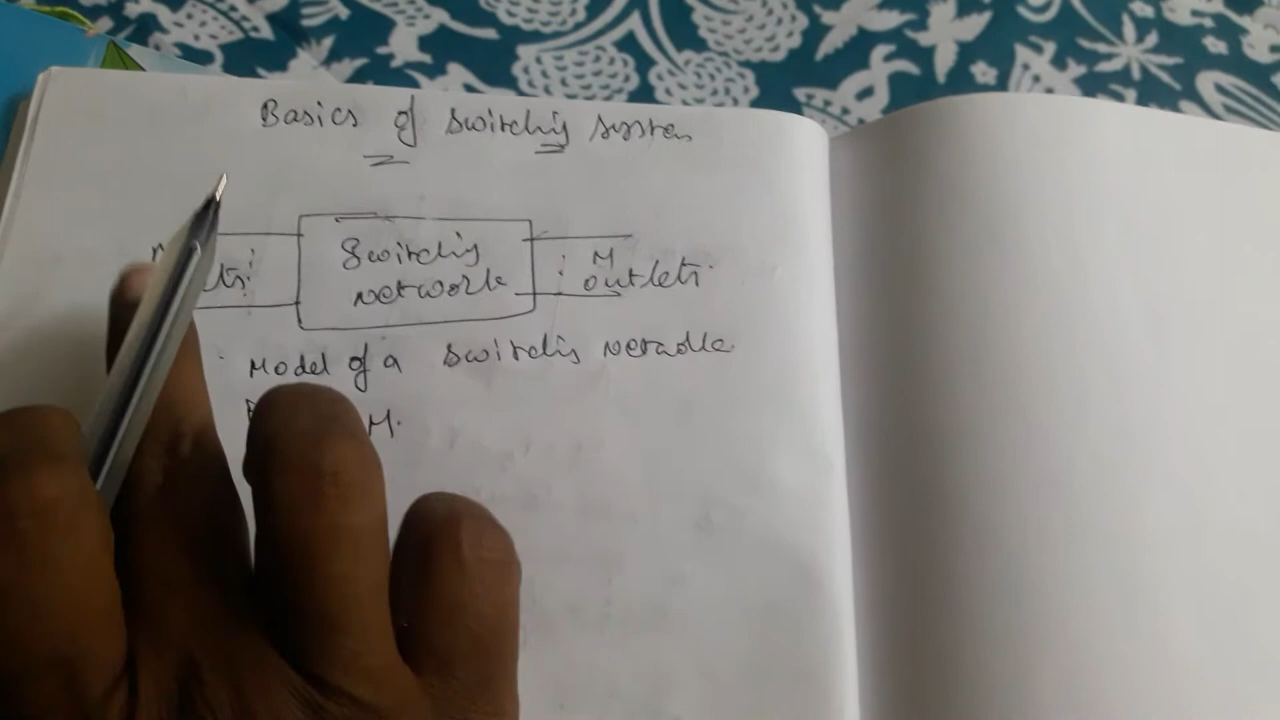 Basics of Switching System
Switching
network
M
outlets
Model of a Switching network
M.